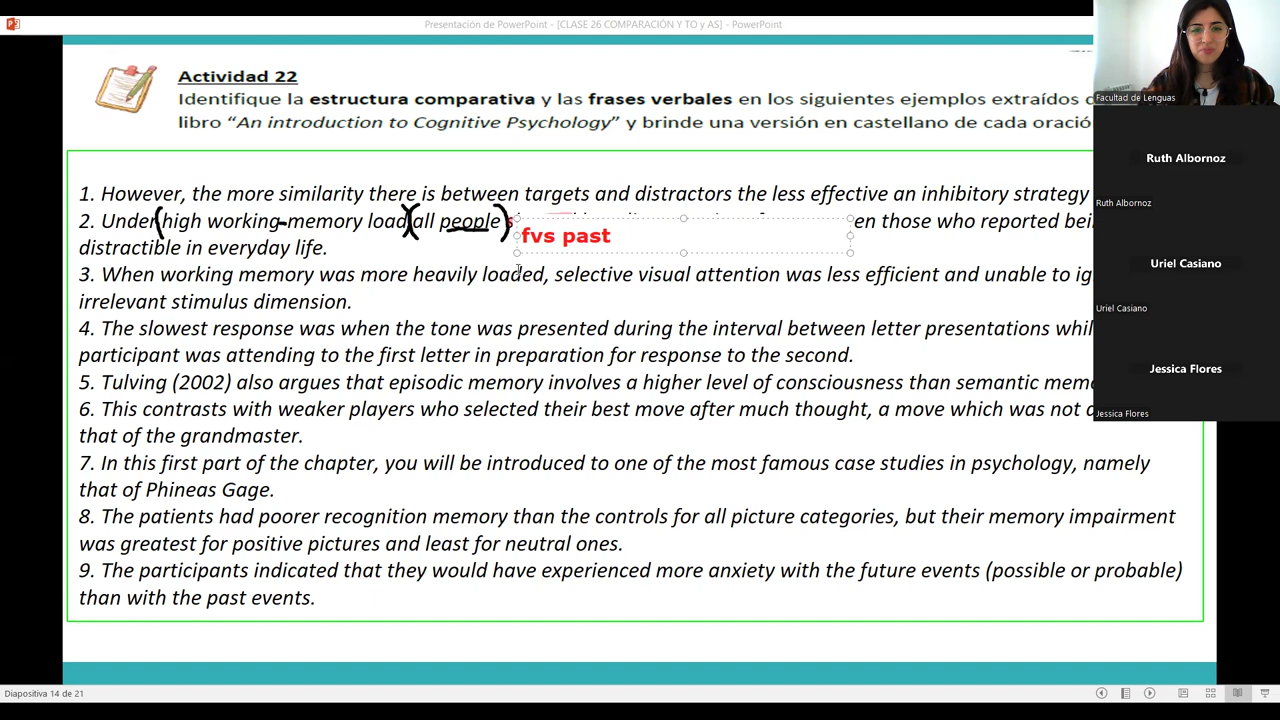 Presentación de PowerPoint - [CLASE 26 COMPARACIÓN Y TO y AS] - PowerPoint
Actividad 22
Identifique la estructura comparativa y las frases verbales en los siguientes ejemplos extraídos
libro “An introduction to Cognitive Psychology” y brinde una versión en castellano de cada
1. However, the more similarity there is between targets and distractors the less effective an inhibitory strategy
2. Under high working-memory load all people
fvs past
en those who reported
distractible in everyday life.
3. When working memory was more heavily loaded, selective visual attention was less efficient and unable to
irrelevant stimulus dimension.
4. The slowest response was when the tone was presented during the interval between letter presentations
participant was attending to the first letter in preparation for response to the second.
5. Tulving (2002) also argues that episodic memory involves a higher level of consciousness than semantic
6. This contrasts with weaker players who selected their best move after much thought, a move which was not
that of the grandmaster.
7. In this first part of the chapter, you will be introduced to one of the most famous case studies in psychology, namely
that of Phineas Gage.
8. The patients had poorer recognition memory than the controls for all picture categories, but their memory impairment
was greatest for positive pictures and least for neutral ones.
9. The participants indicated that they would have experienced more anxiety with the future events (possible or probable)
than with the past events.
Facultad de Lenguas
Ruth Albornoz
Ruth Albornoz
Uriel Casiano
Uriel Casiano
Jessica Flores
Jessica Flores
Diapositiva 14 de 21